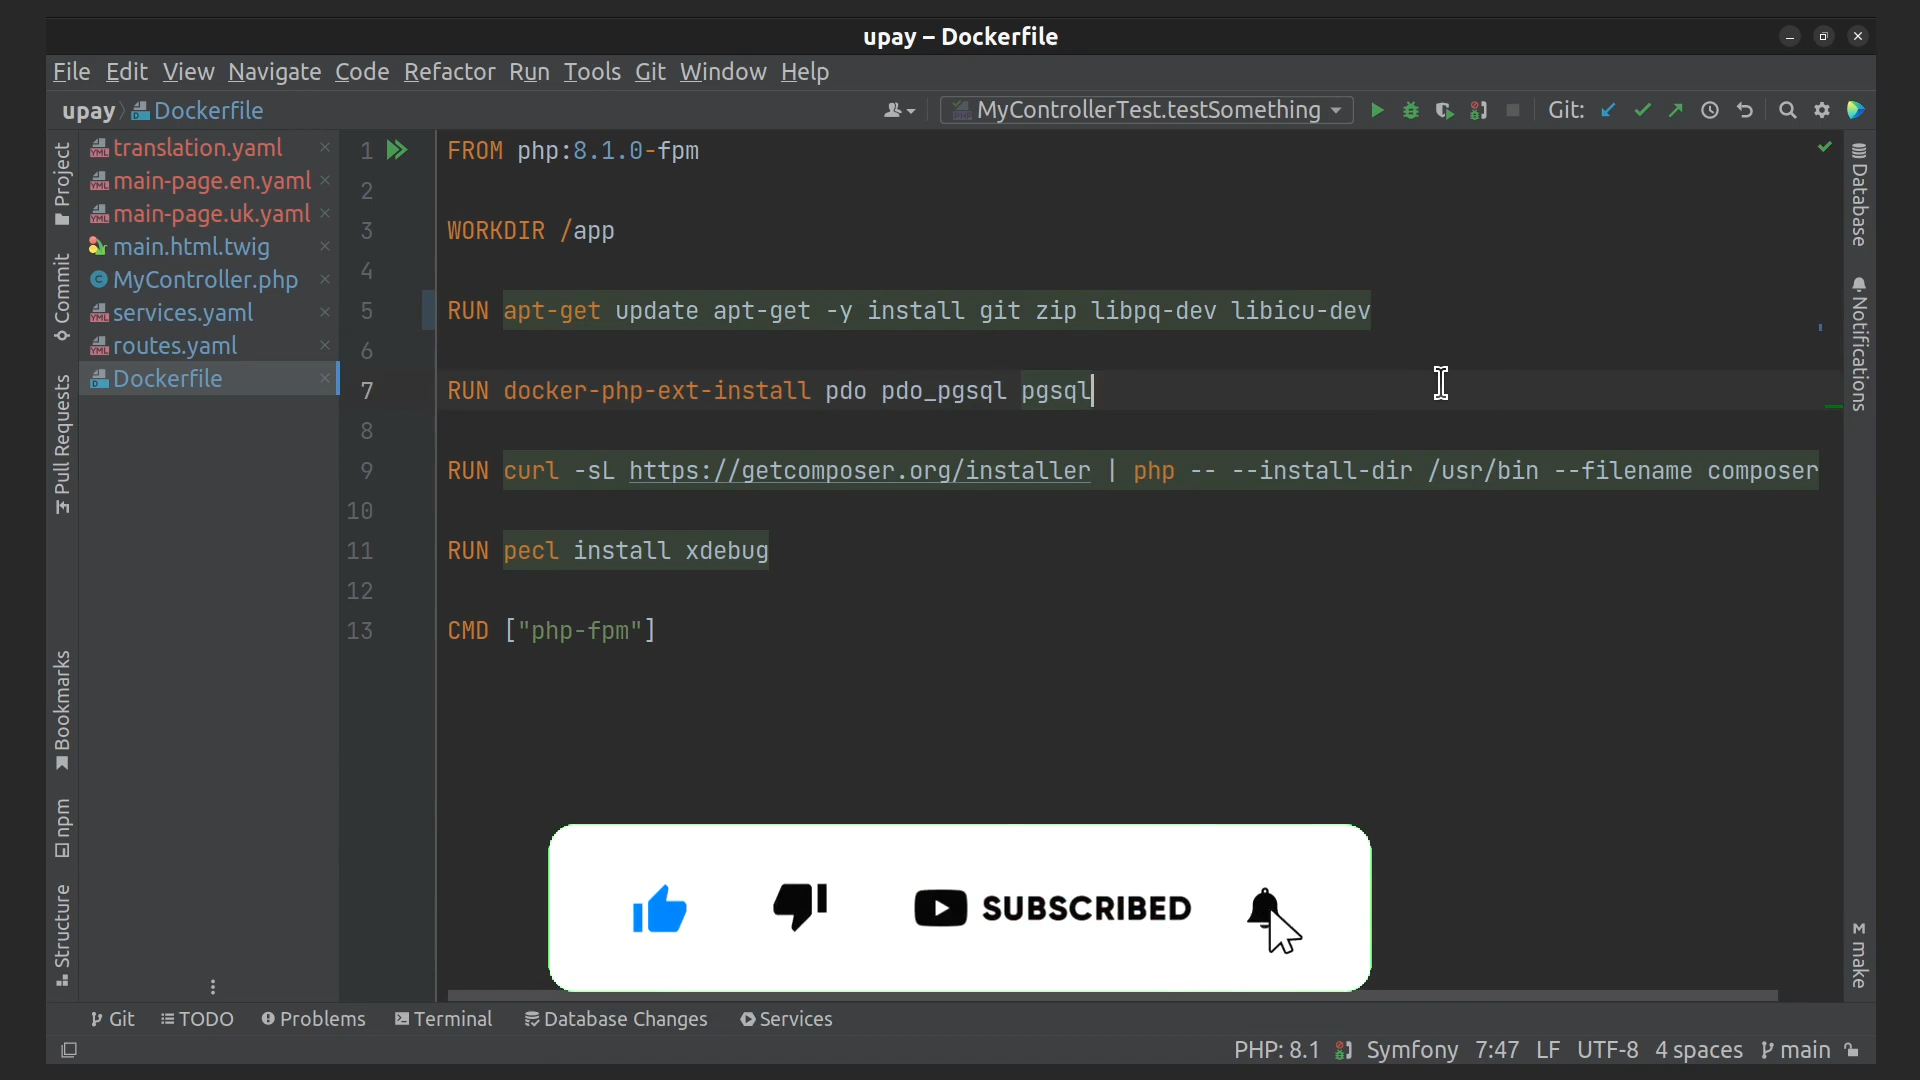 upay – Dockerfile
File Edit View Navigate Code Refactor Run Tools Git Window Help
upay Dockerfile MyControllerTest.testSomething Git:
Project
Commit
Pull Requests
Bookmarks
npm
Structure
translation.yaml
main-page.en.yaml
main-page.uk.yaml
main.html.twig
MyController.php
services.yaml
routes.yaml
Dockerfile
1 FROM php:8.1.0-fpm
2
3 WORKDIR /app
4
5 RUN apt-get update apt-get -y install git zip libpq-dev libicu-dev
6
7 RUN docker-php-ext-install pdo pdo_pgsql pgsql
8
9 RUN curl -sL https://getcomposer.org/installer | php -- --install-dir /usr/bin --filename composer
10
11 RUN pecl install xdebug
12
13 CMD ["php-fpm"]
Database
Notifications
make
SUBSCRIBED
Git TODO Problems Terminal Database Changes Services
PHP: 8.1 Symfony 7:47 LF UTF-8 4 spaces main